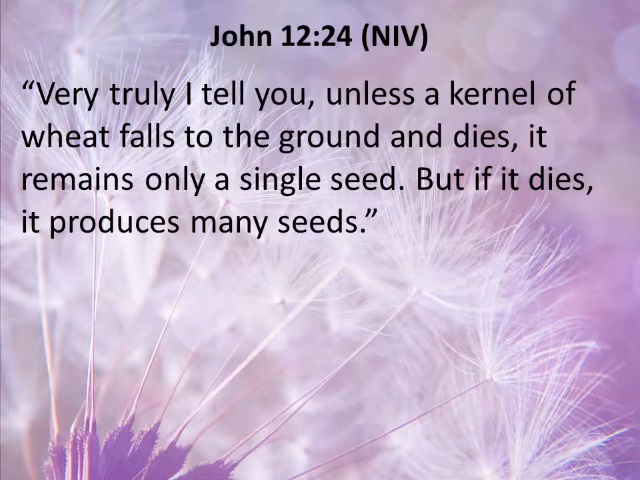 John 12:24 (NIV)
“Very truly I tell you, unless a kernel of
wheat falls to the ground and dies, it
remains only a single seed. But if it dies,
it produces many seeds.”